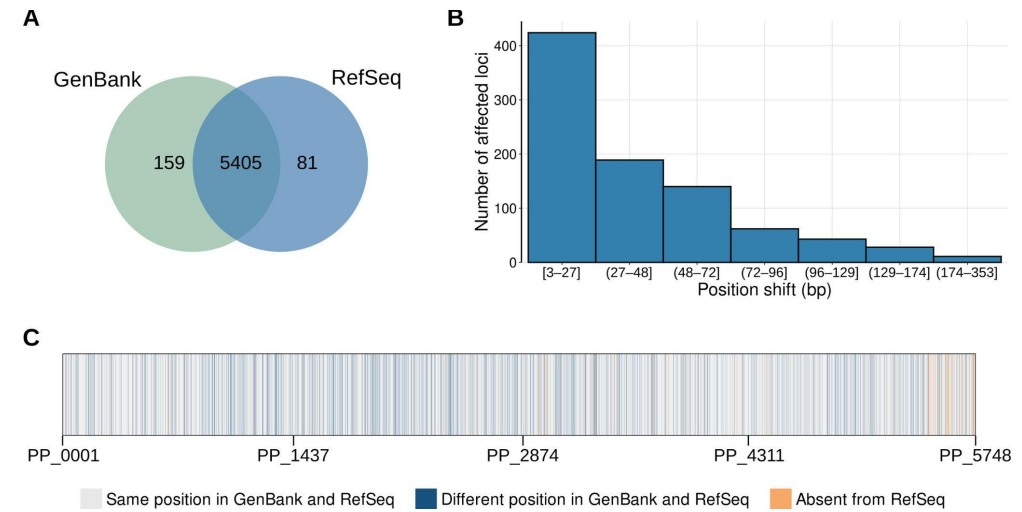 A
GenBank
RefSeq
159
5405
81
B
Number of affected loci
400
300
200
100
0
[3–27]
(27–48]
(48–72]
(72–96]
(96–129]
(129–174]
(174–353]
Position shift (bp)
C
PP_0001
PP_1437
PP_2874
PP_4311
PP_5748
Same position in GenBank and RefSeq
Different position in GenBank and RefSeq
Absent from RefSeq